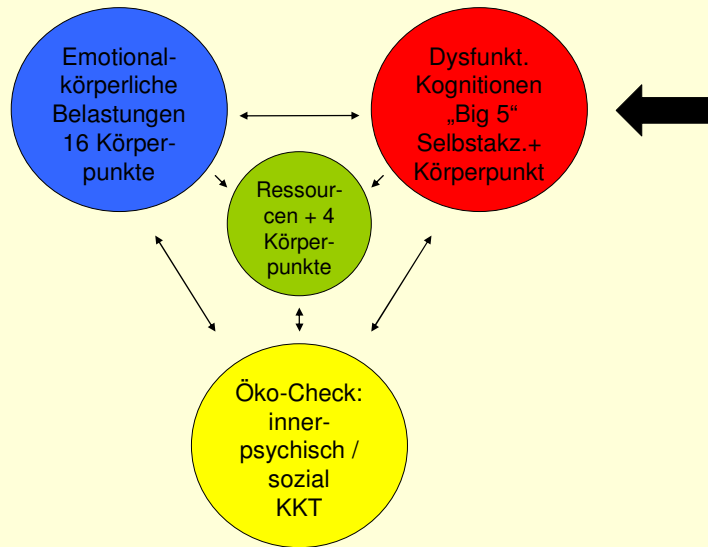 Emotional-
körperliche
Belastungen
16 Körper-
punkte
Dysfunkt.
Kognitionen
„Big 5“
Selbstakz.+
Körperpunkt
Ressour-
cen + 4
Körper-
punkte
Öko-Check:
inner-
psychisch /
sozial
KKT